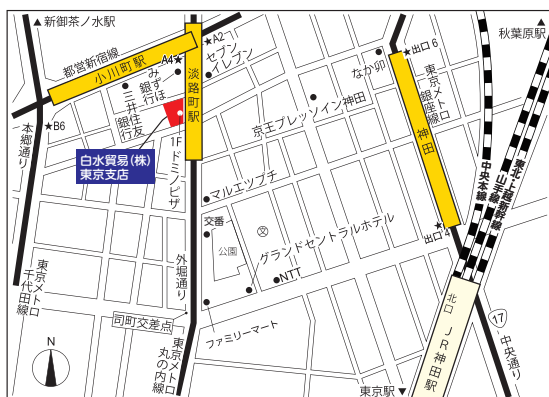 ▲新御茶ノ水駅
秋葉原駅▲
都営新宿線
小川町駅
A4★
★A2
セブン
イレブン
みずほ
銀行
三井住友
銀行
★B6
本郷通り
淡路町駅
なか卯
★出口6
東京メトロ
銀座線
神田
京王プレッソイン神田
白水貿易(株)
東京支店
1F
ドミノピザ
マルエツプチ
交番
公園
文
グランドセントラルホテル
出口4★
中央本線
山手線
東北・上越新幹線
NTT
外堀通り
東京メトロ
千代田線
司町交差点
ファミリーマート
東京メトロ
丸の内線
N
北口
JR神田駅
17
中央通り
東京駅▼